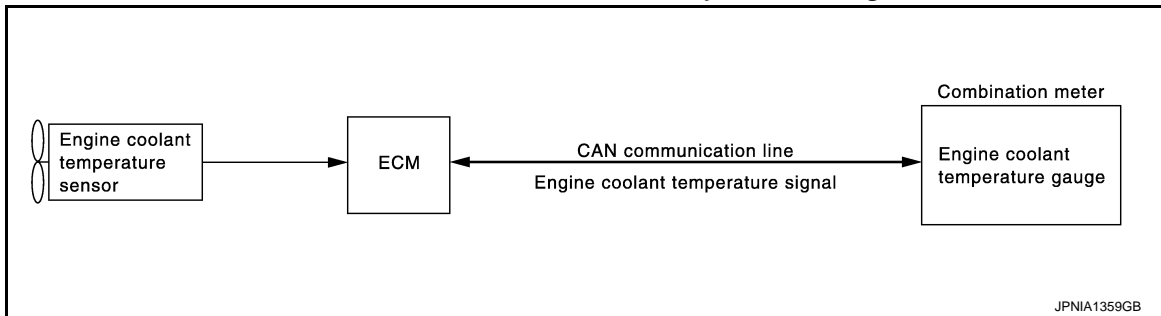 Engine coolant
temperature
sensor
ECM
CAN communication line
Engine coolant temperature signal
Combination meter
Engine coolant
temperature gauge
JPNIA1359GB